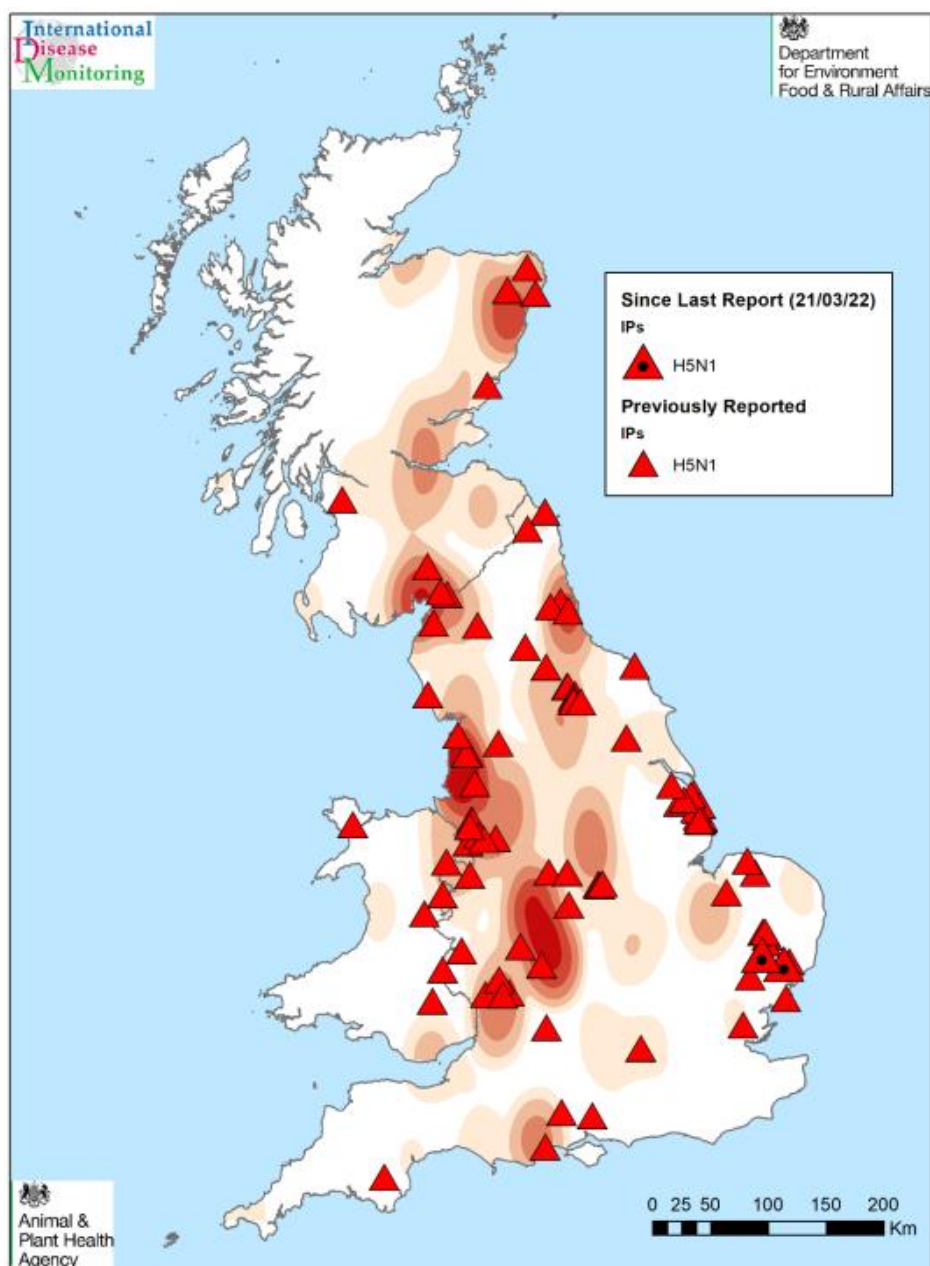 International
Disease
Monitoring
Department
for Environment
Food & Rural Affairs
Since Last Report (21/03/22)
IPs
H5N1
Previously Reported
IPs
H5N1
Animal &
Plant Health
Agency
0 25 50 100 150 200
Km